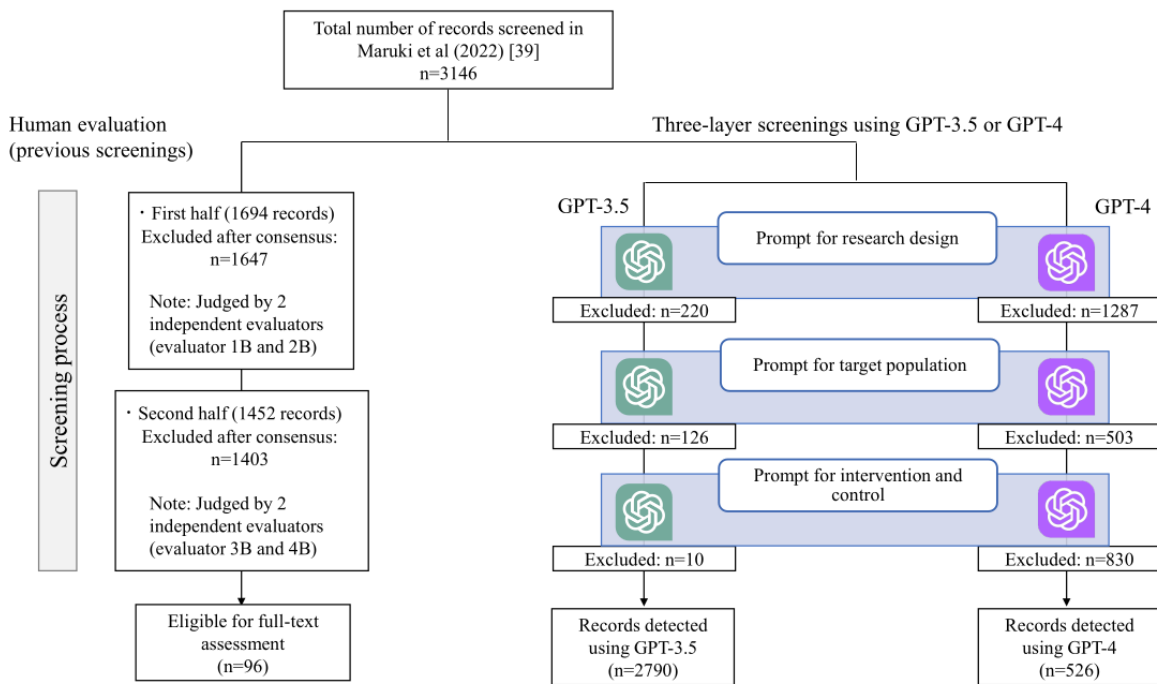 Total number of records screened in
Maruki et al (2022) [39]
n=3146
Human evaluation
(previous screenings)
Three-layer screenings using GPT-3.5 or GPT-4
Screening process
・First half (1694 records)
Excluded after consensus:
n=1647
Note: Judged by 2
independent evaluators
(evaluator 1B and 2B)
・Second half (1452 records)
Excluded after consensus:
n=1403
Note: Judged by 2
independent evaluators
(evaluator 3B and 4B)
Eligible for full-text
assessment
(n=96)
GPT-3.5
GPT-4
Prompt for research design
Excluded: n=220
Excluded: n=1287
Prompt for target population
Excluded: n=126
Excluded: n=503
Prompt for intervention and
control
Excluded: n=10
Excluded: n=830
Records detected
using GPT-3.5
(n=2790)
Records detected
using GPT-4
(n=526)